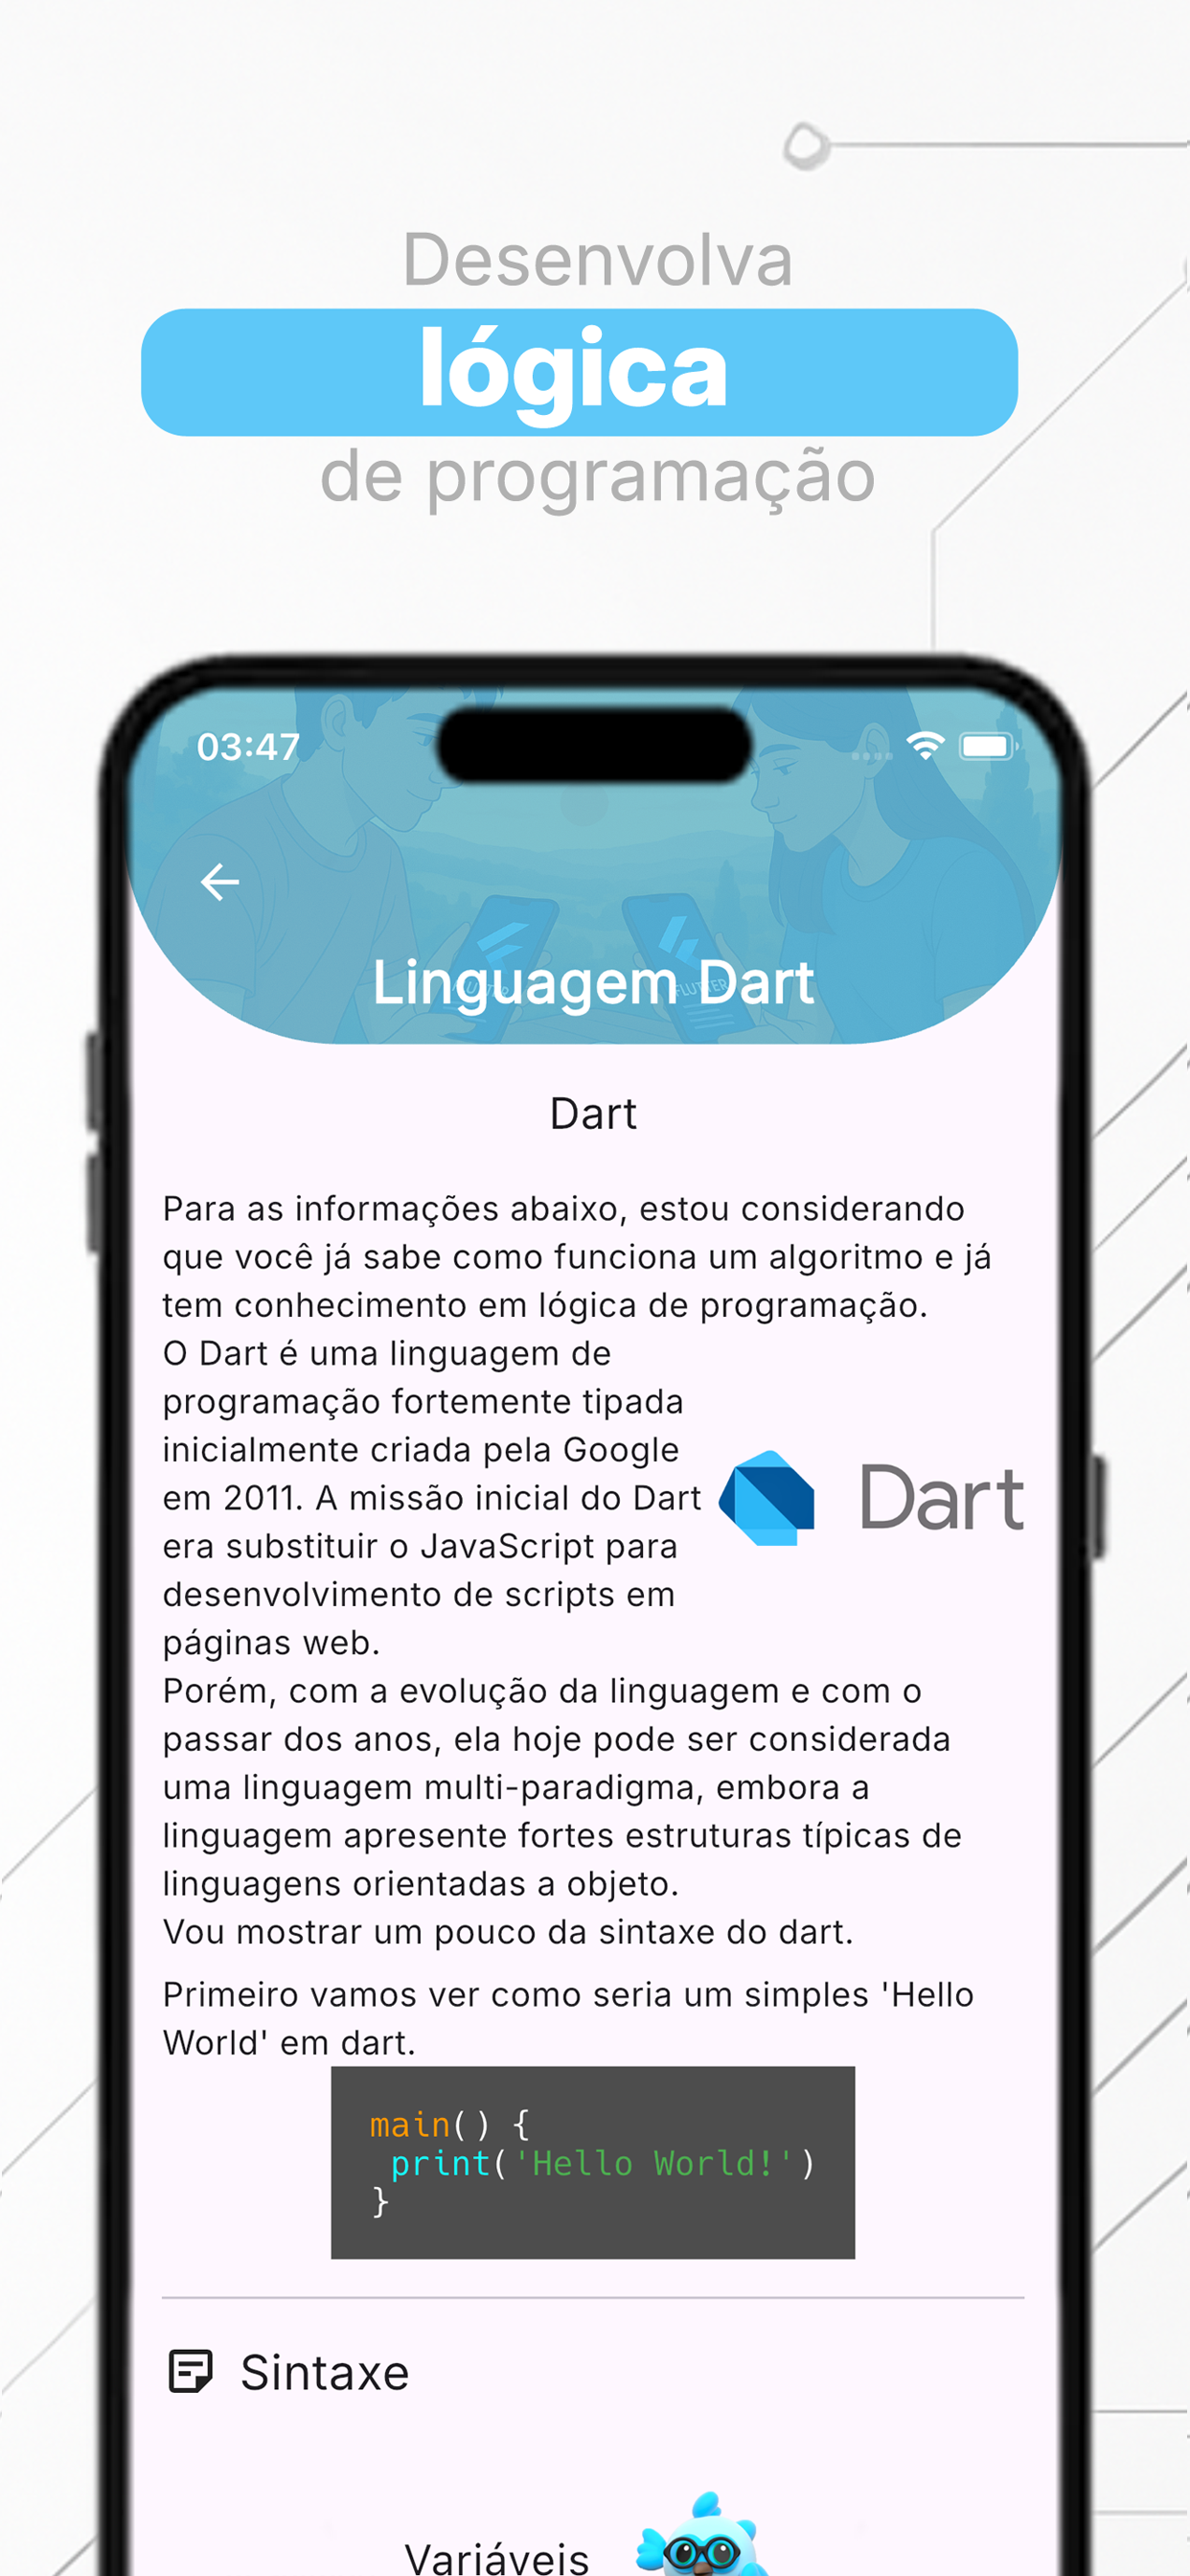 Desenvolva
lógica
de programação
03:47
FLUTTER
Linguagem Dart
Dart
Para as informações abaixo, estou considerando
que você já sabe como funciona um algoritmo e já
tem conhecimento em lógica de programação.
O Dart é uma linguagem de
programação fortemente tipada
inicialmente criada pela Google
em 2011. A missão inicial do Dart
era substituir o JavaScript para
desenvolvimento de scripts em
páginas web.
Dart
Porém, com a evolução da linguagem e com o
passar dos anos, ela hoje pode ser considerada
uma linguagem multi-paradigma, embora a
linguagem apresente fortes estruturas típicas de
linguagens orientadas a objeto.
Vou mostrar um pouco da sintaxe do dart.
Primeiro vamos ver como seria um simples 'Hello
World' em dart.
main() {
 print('Hello World!')
}
Sintaxe
Variáveis